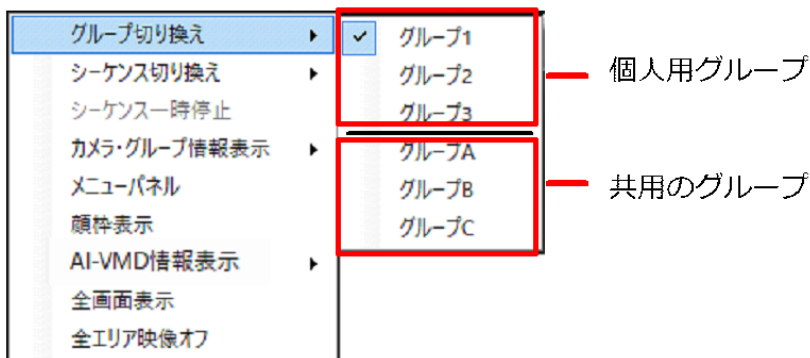 グループ切り換え
シーケンス切り換え
シーケンス一時停止
カメラ・グループ情報表示
メニューパネル
顔枠表示
AI-VMD情報表示
全画面表示
全エリア映像オフ
グループ1
グループ2
グループ3
グループA
グループB
グループC
個人用グループ
共用のグループ